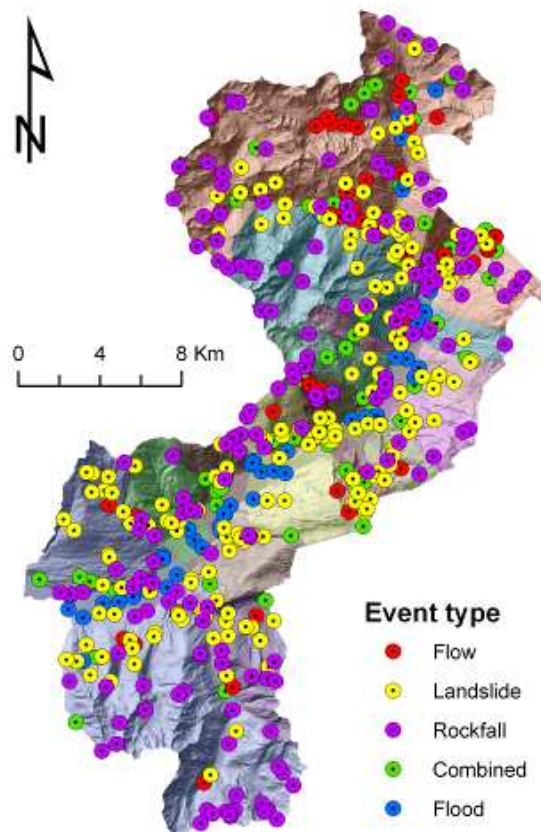 N
0 4 8 Km
Event type
Flow
Landslide
Rockfall
Combined
Flood